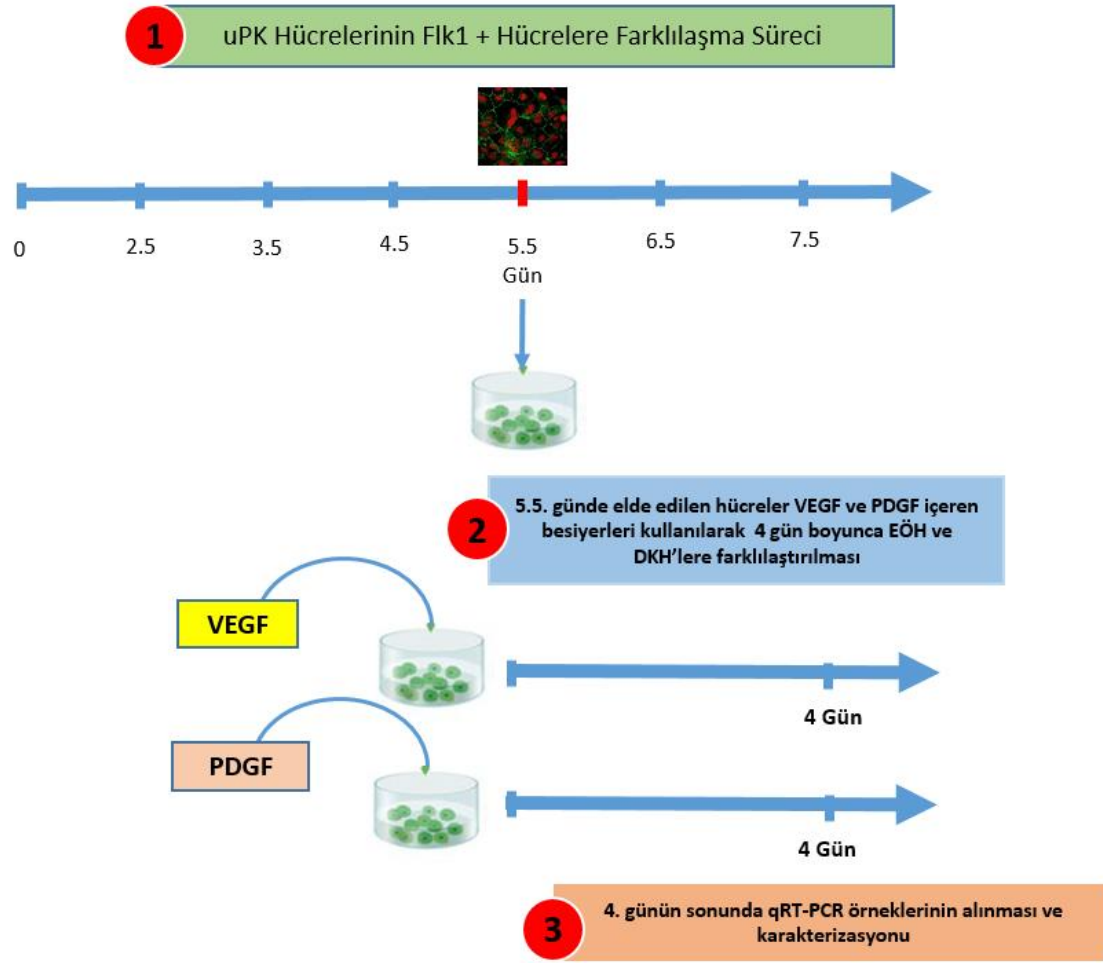 1
uPK Hücrelerinin Flk1 + Hücrelere Farklılaşma Süreci
0
2.5
3.5
4.5
5.5
6.5
7.5
Gün
2
5.5. günde elde edilen hücreler VEGF ve PDGF içeren
besiyerleri kullanılarak 4 gün boyunca EÖH ve
DKH’lere farklılaştırılması
VEGF
4 Gün
PDGF
4 Gün
3
4. günün sonunda qRT-PCR örneklerinin alınması ve
karakterizasyonu